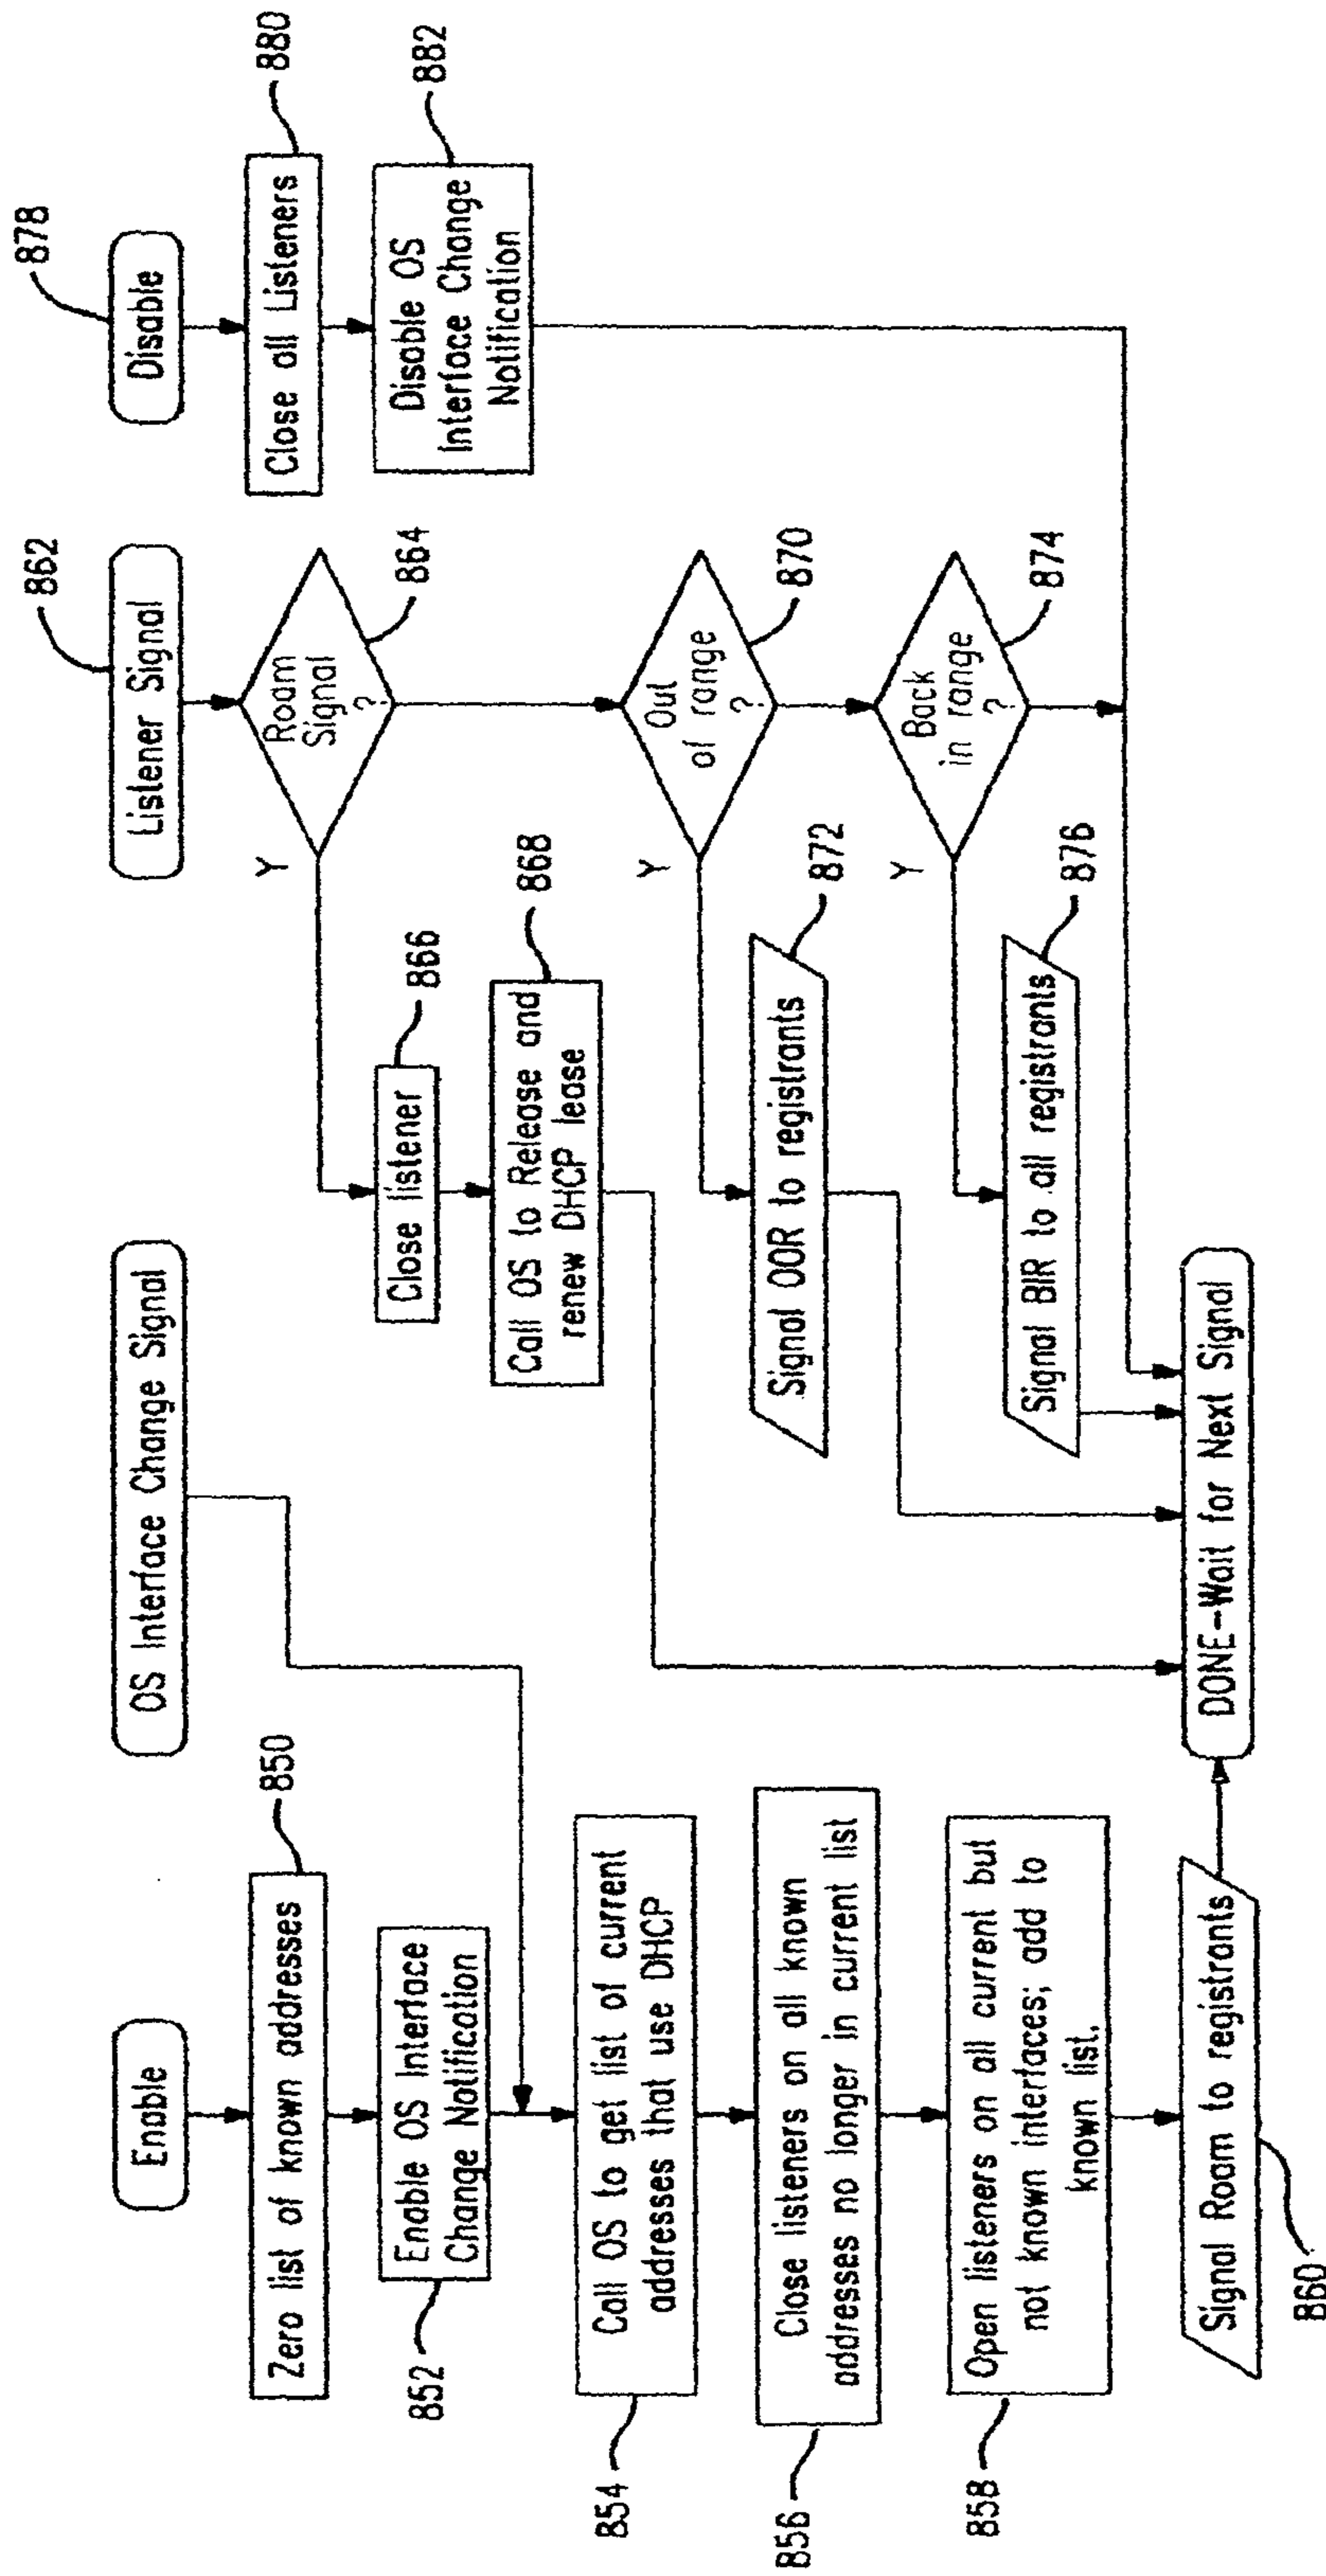 Enable
850
Zero list of known addresses
852
Enable OS Interface
Change Notification
854
Call OS to get list of current
addresses that use DHCP
856
Close listeners on all known
addresses no longer in current list
858
Open listeners on all current but
not known interfaces; add to
known list.
Signal Roam to registrants
860
OS Interface Change Signal
862
Listener Signal
Roam
Signal
?
864
Y
866
Close listener
868
Call OS to Release and
renew DHCP lease
Out
of range
?
870
Y
872
Signal OOR to registrants
Back
in range
?
874
Y
876
Signal BIR to all registrants
878
Disable
880
Close all Listeners
882
Disable OS
Interface Change
Notification
DONE-Wait for Next Signal